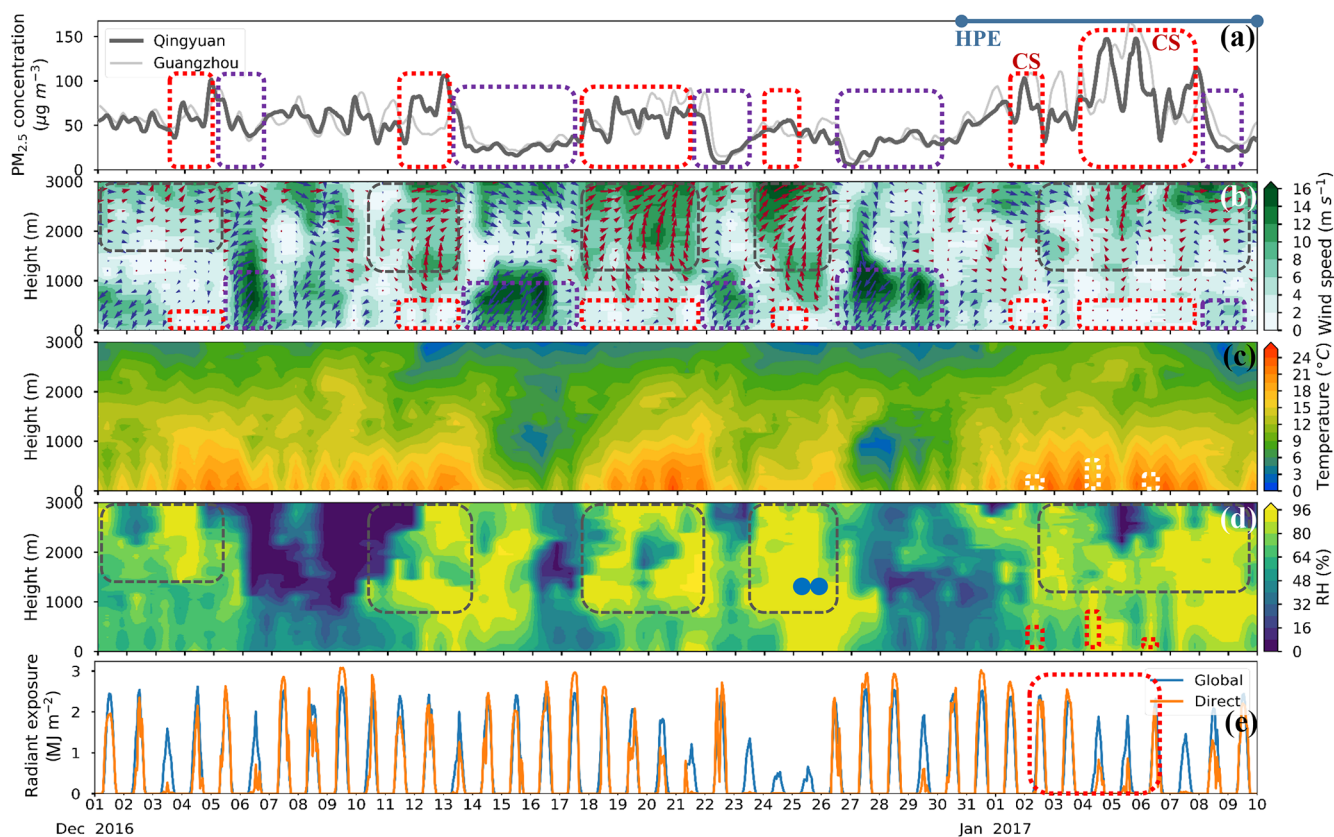 HPE
CS
CS
(a)
Qingyuan
Guangzhou
PM2.5 concentration
(μg m−3)
150
100
50
0
(b)
Height (m)
3000
2000
1000
0
16
14
12
10
8
6
4
2
0
Wind speed (m s−1)
(c)
Height (m)
3000
2000
1000
0
24
21
18
15
12
9
6
3
0
Temperature (°C)
(d)
Height (m)
3000
2000
1000
0
96
80
64
48
32
16
0
RH (%)
(e)
Global
Direct
Radiant exposure
(MJ m−2)
3
2
1
0
01 02 03 04 05 06 07 08 09 10 11 12 13 14 15 16 17 18 19 20 21 22 23 24 25 26 27 28 29 30 31 01 02 03 04 05 06 07 08 09 10
Dec 2016 Jan 2017